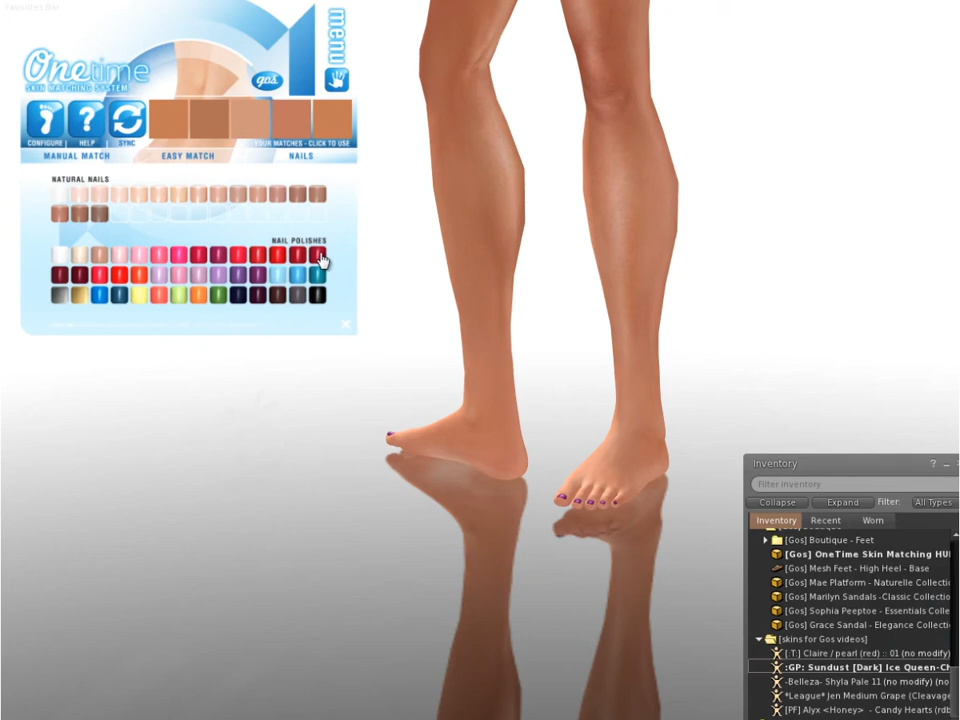 Favorites Bar
menu
Onetime
SKIN MATCHING SYSTEM
gos
CONFIGURE | HELP | SYNC
YOUR MATCHES - CLICK TO USE
MANUAL MATCH EASY MATCH NAILS
NATURAL NAILS
NAIL POLISHES
Inventory ?
Filter Inventory
Collapse Expand Filter: All Types
Inventory Recent Worn
[Gos] Boutique - Feet
[Gos] OneTime Skin Matching HU
[Gos] Mesh Feet - High Heel - Base
[Gos] Mae Platform - Naturelle Collectio
[Gos] Marilyn Sandals -Classic Collectio
[Gos] Sophia Peeptoe - Essentials Colle
[Gos] Grace Sandal - Elegance Collecti
[skins for Gos videos]
[:T:] Claire / pearl (red) :: 01 (no modify)
:GP: Sundust [Dark] Ice Queen-Ch
-Belleza- Shyla Pale 11 (no modify) (no
*League* Jen Medium Grape (Cleavage
[PF] Alyx <Honey> - Candy Hearts (rdb